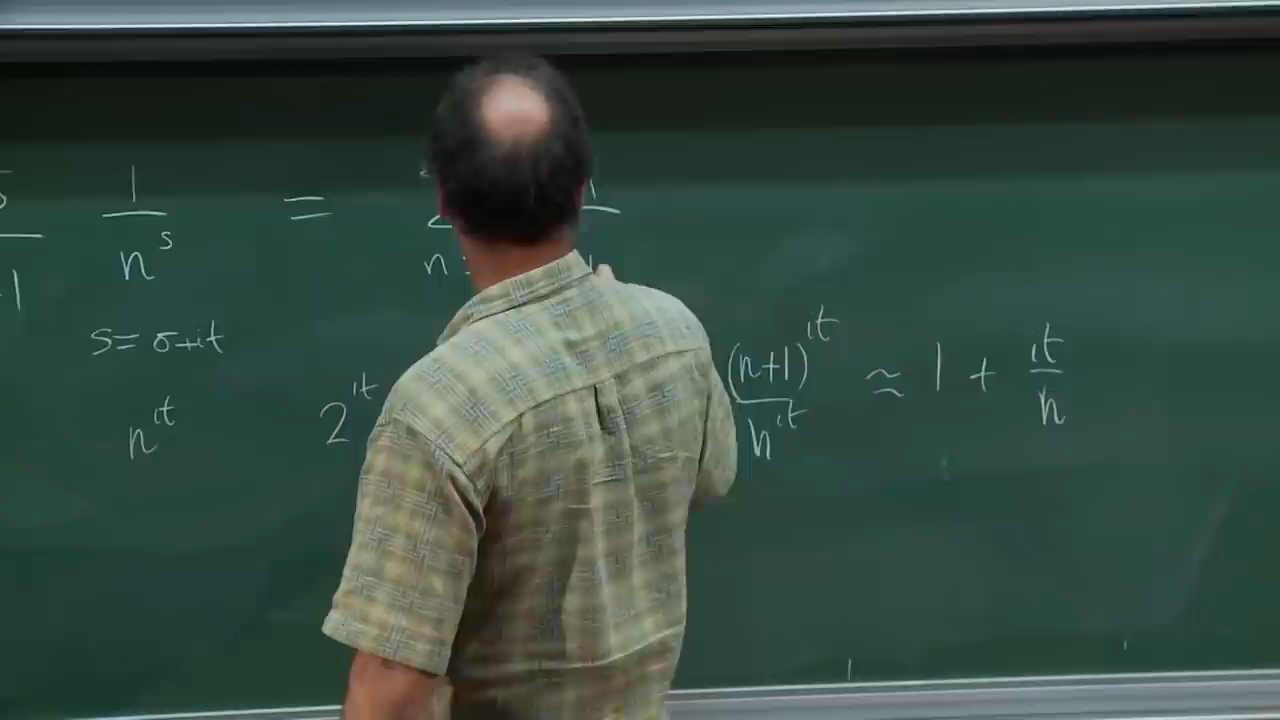 1/n^s = n
s = σ+it
n^{it} 2^{it} (n+1)^{it}/n^{it} ≈ 1 + it/n